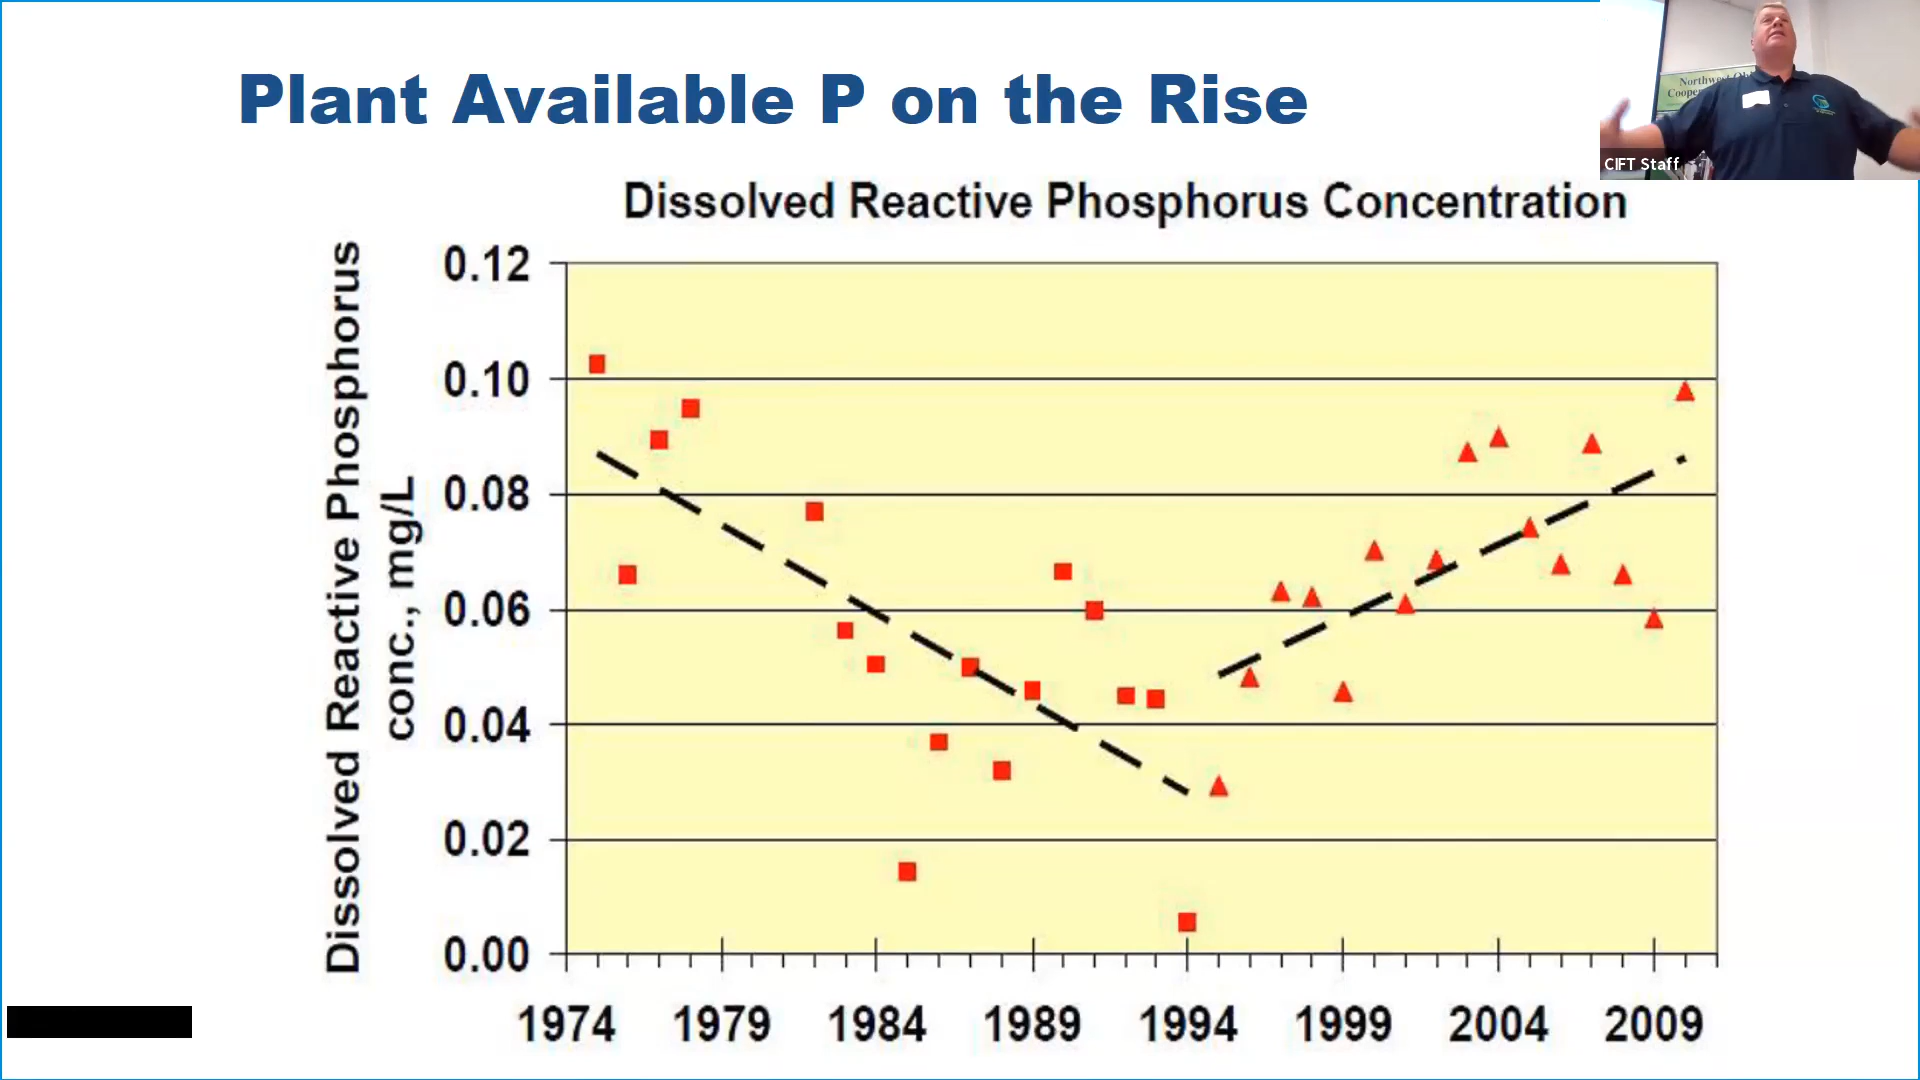 Plant Available P on the Rise
Northwest
CIFT Staff
Dissolved Reactive Phosphorus Concentration
Dissolved Reactive Phosphorus
conc., mg/L
0.12
0.10
0.08
0.06
0.04
0.02
0.00
1974 1979 1984 1989 1994 1999 2004 2009